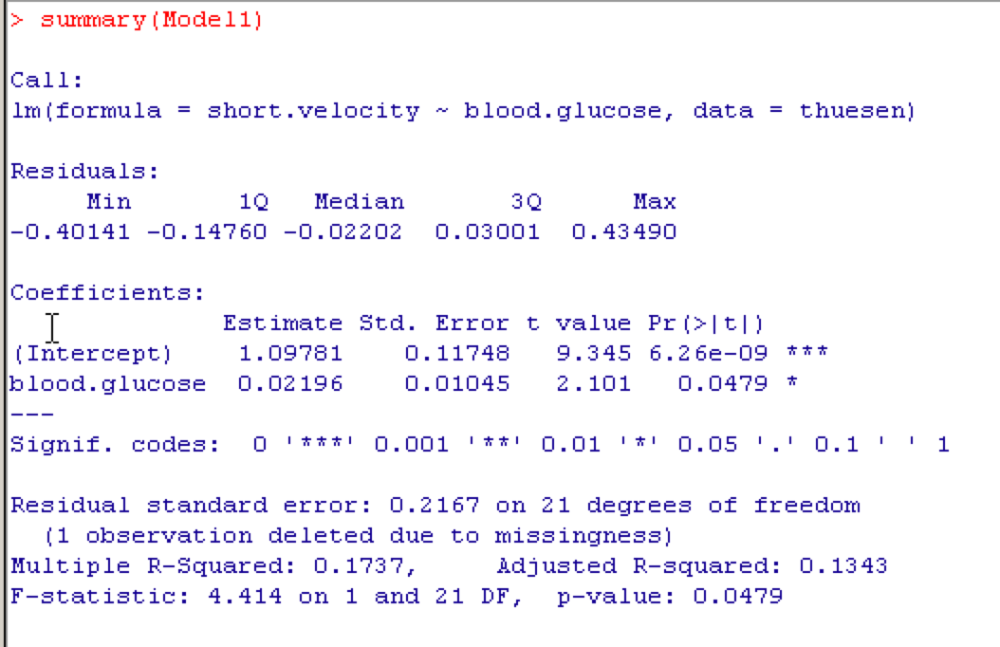 > summary(Model1)
Call:
lm(formula = short.velocity ~ blood.glucose, data = thuesen)
Residuals:
     Min       1Q   Median       3Q      Max
-0.40141 -0.14760 -0.02202  0.03001  0.43490
Coefficients:
              Estimate Std. Error t value Pr(>|t|)
(Intercept)    1.09781    0.11748   9.345 6.26e-09 ***
blood.glucose  0.02196    0.01045   2.101   0.0479 *
---
Signif. codes:  0 '***' 0.001 '**' 0.01 '*' 0.05 '.' 0.1 ' ' 1
Residual standard error: 0.2167 on 21 degrees of freedom
  (1 observation deleted due to missingness)
Multiple R-Squared: 0.1737,     Adjusted R-squared: 0.1343
F-statistic: 4.414 on 1 and 21 DF,  p-value: 0.0479